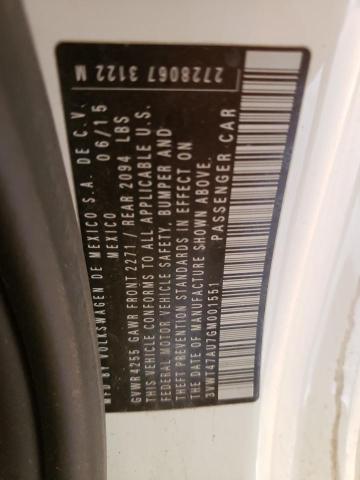 2728067 3122 M
MFD BY VOLKSWAGEN DE MEXICO S.A. DE C.V.
MEXICO 06/15
GVWR 4255 GAWR FRONT 2271 / REAR 2094 LBS
THIS VEHICLE CONFORMS TO ALL APPLICABLE U.S.
FEDERAL MOTOR VEHICLE SAFETY, BUMPER AND
THEFT PREVENTION STANDARDS IN EFFECT ON
THE DATE OF MANUFACTURE SHOWN ABOVE.
3VWT47AU7GM001551 PASSENGER CAR